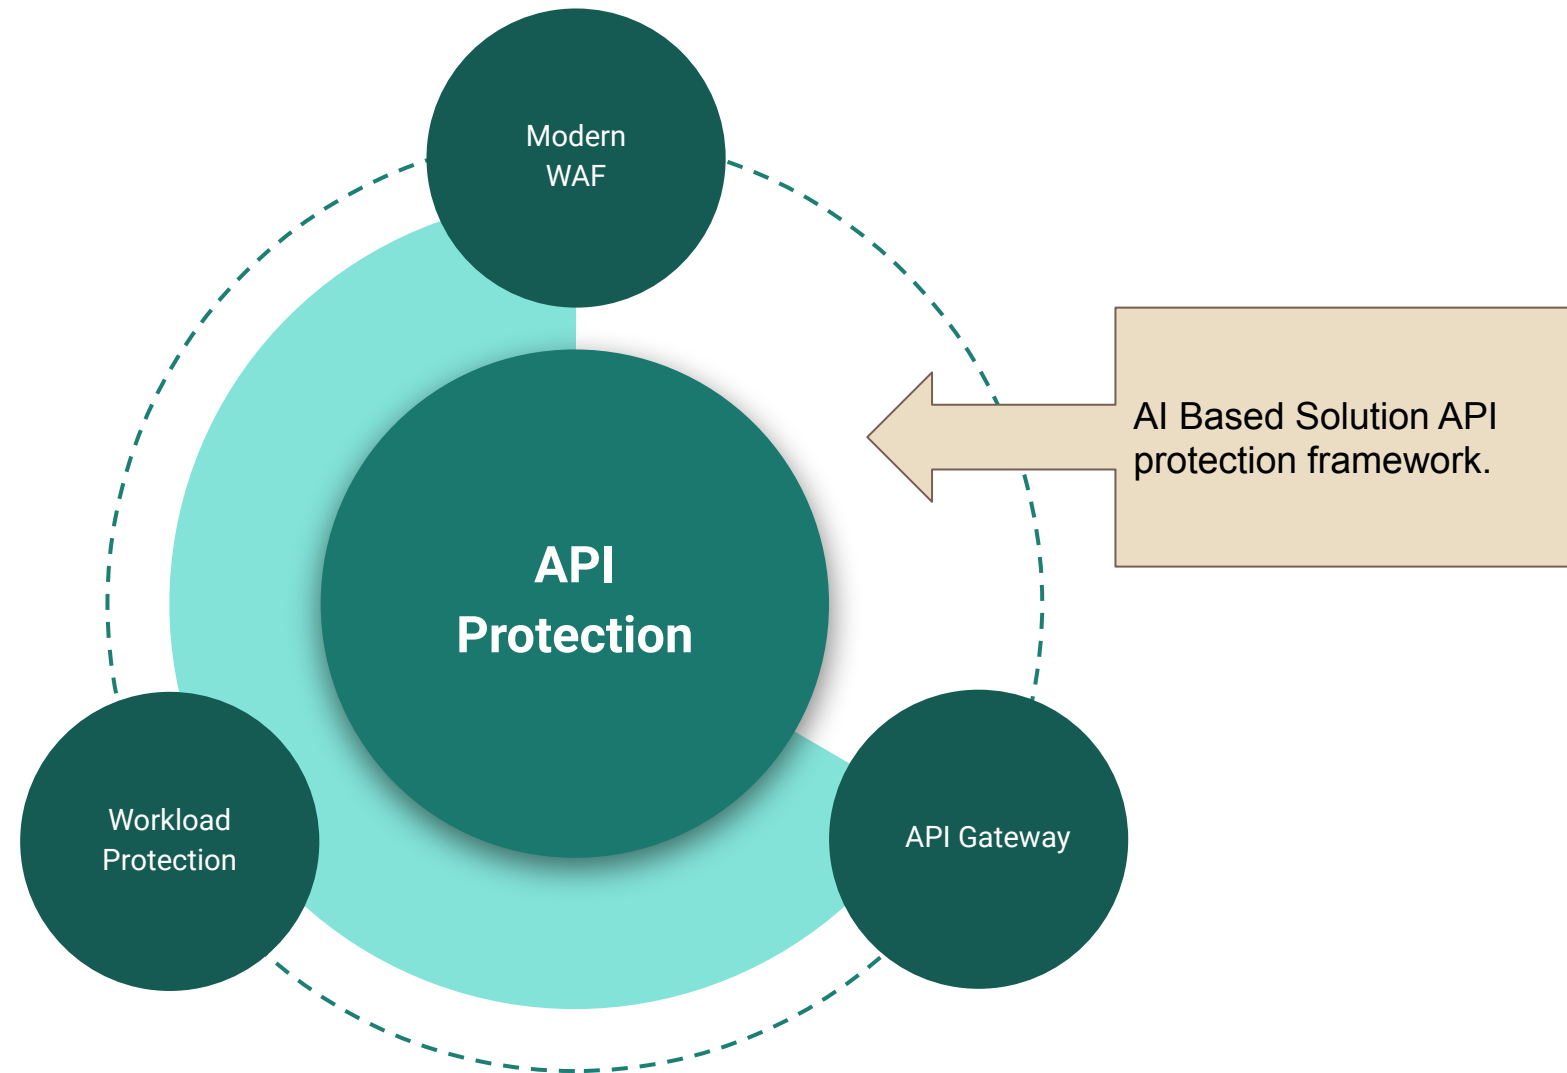 Modern
WAF
AI Based Solution API
protection framework.
API
Protection
Workload
Protection
API Gateway